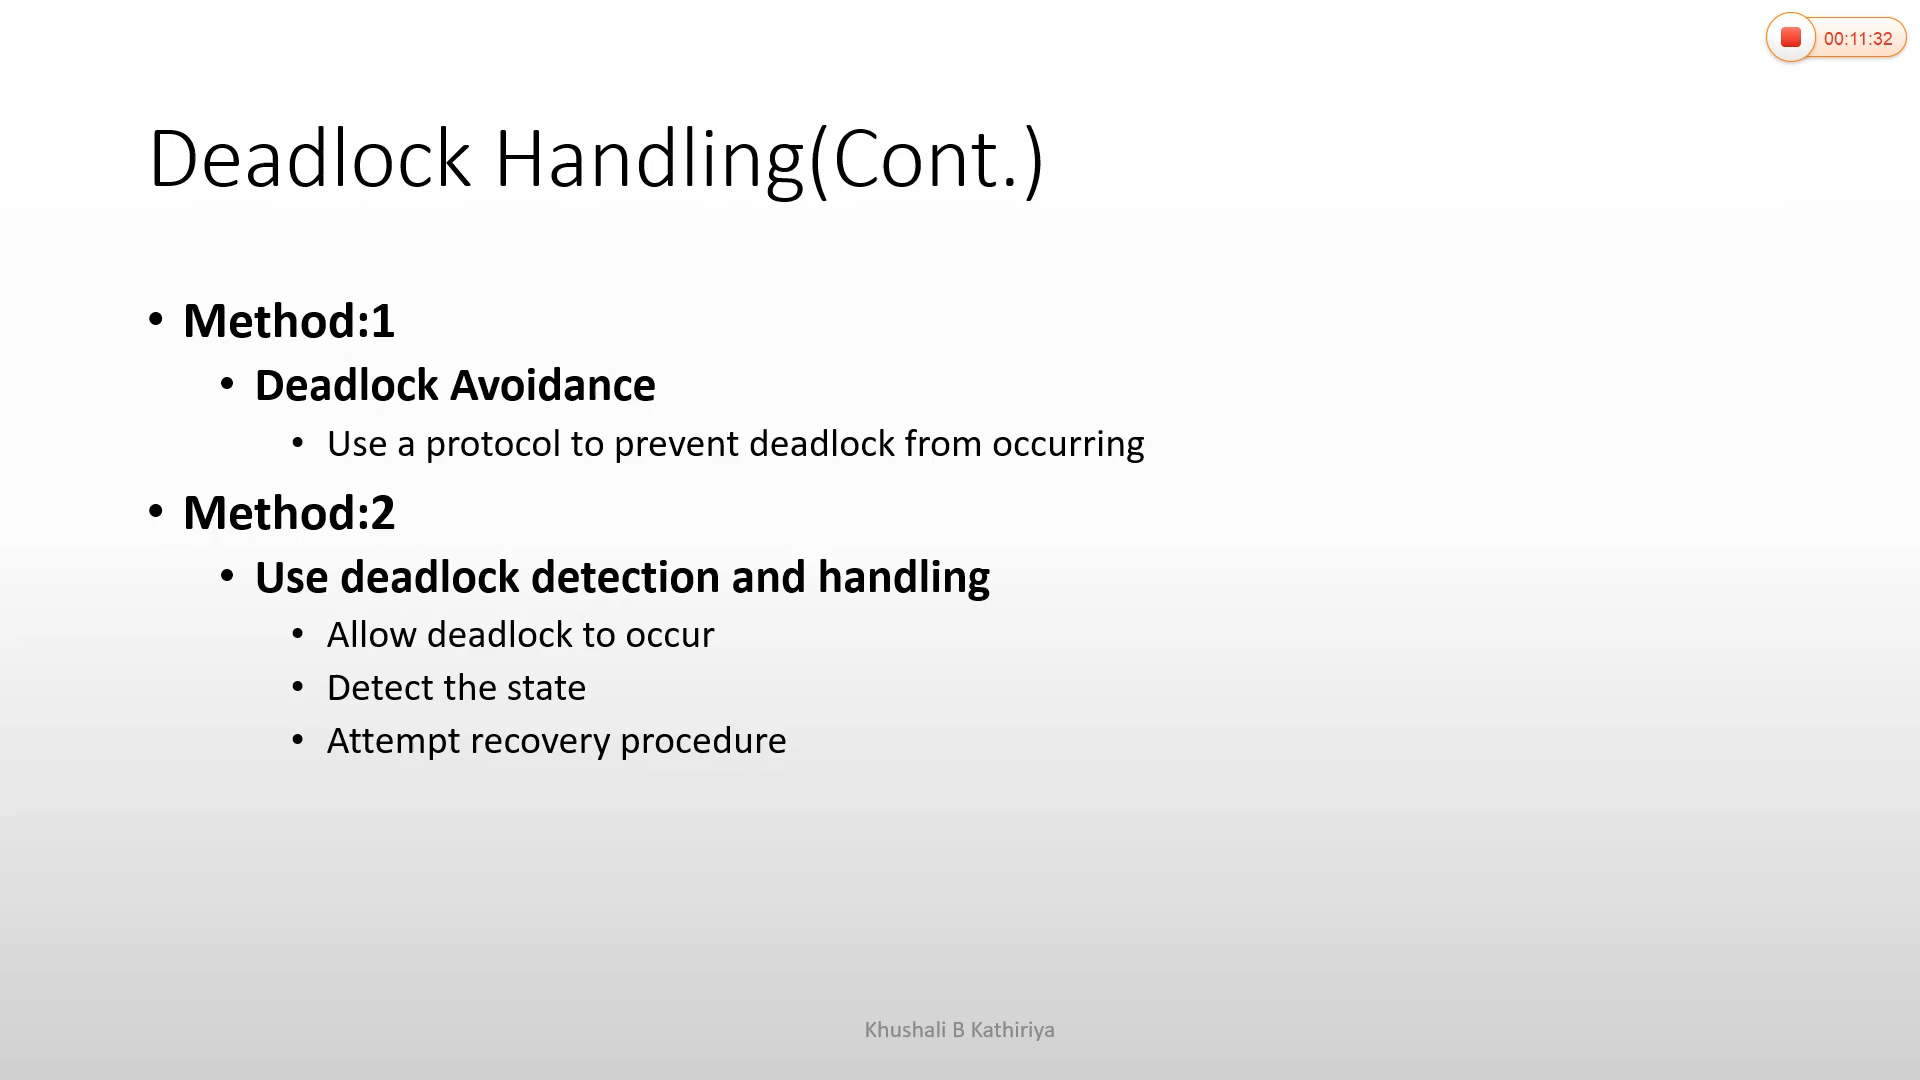 00:11:32
Deadlock Handling(Cont.)
• Method:1
• Deadlock Avoidance
• Use a protocol to prevent deadlock from occurring
• Method:2
• Use deadlock detection and handling
• Allow deadlock to occur
• Detect the state
• Attempt recovery procedure
Khushali B Kathiriya